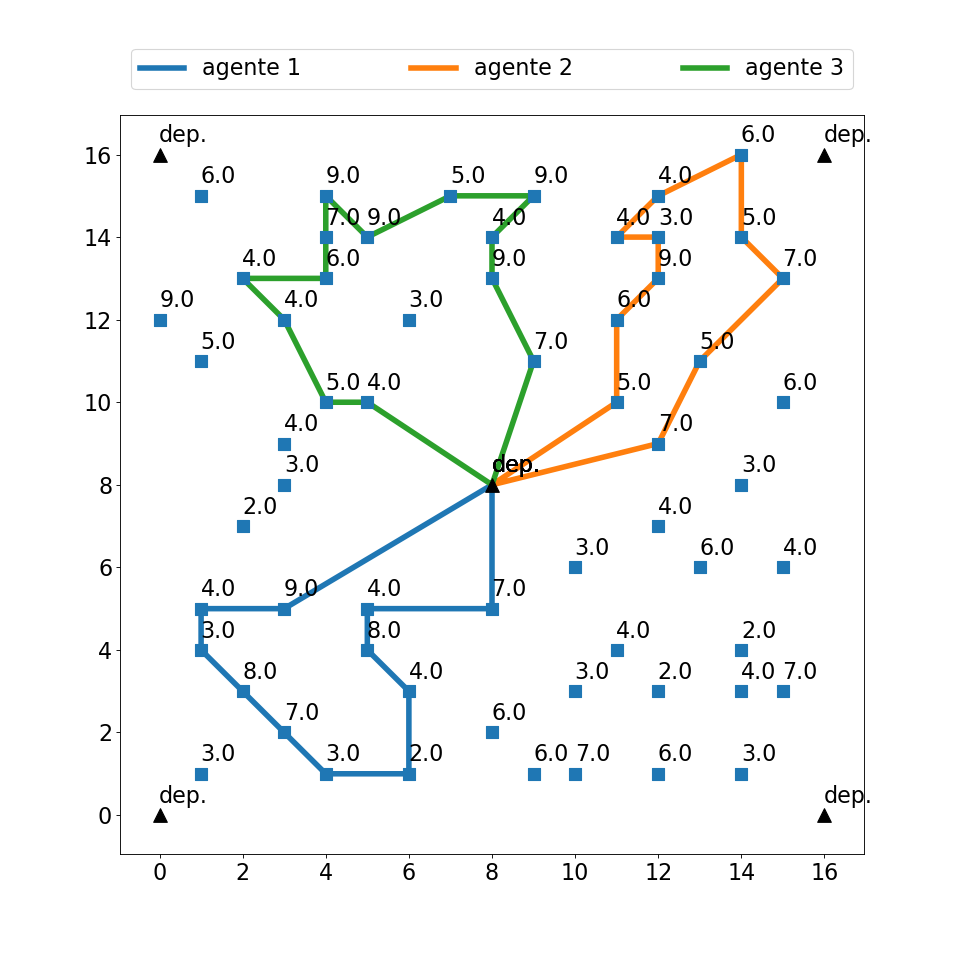 agente 1 agente 2 agente 3
dep. 6.0 dep.
16
6.0 9.0 5.0 9.0 4.0
7.0 9.0 4.0 4.0 3.0 5.0
14
4.0 6.0 9.0 9.0 7.0
9.0 4.0 3.0 6.0
12
5.0 7.0 5.0
5.0 4.0 5.0 6.0
10
4.0 7.0
3.0 dep. dep. 3.0
8
2.0 4.0
3.0 6.0 4.0
6
4.0 9.0 4.0 7.0
3.0 8.0 4.0 2.0
4
8.0 4.0 3.0 2.0 4.0 7.0
7.0 6.0
2
3.0 3.0 2.0 6.0 7.0 6.0 3.0
dep. dep.
0
0 2 4 6 8 10 12 14 16